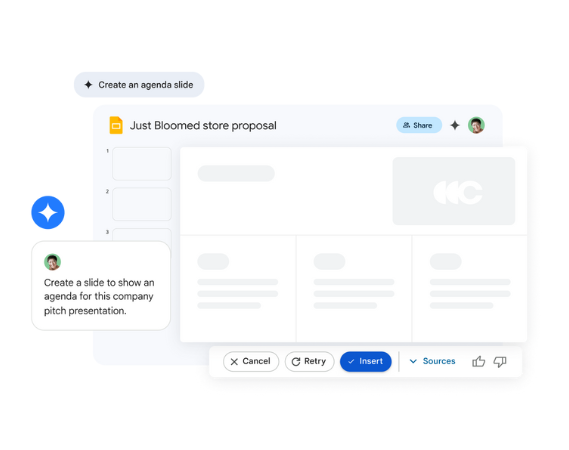 Create an agenda slide
Just Bloomed store proposal
Share
1
2
3
Create a slide to show an
agenda for this company
pitch presentation.
Cancel
Retry
Insert
Sources